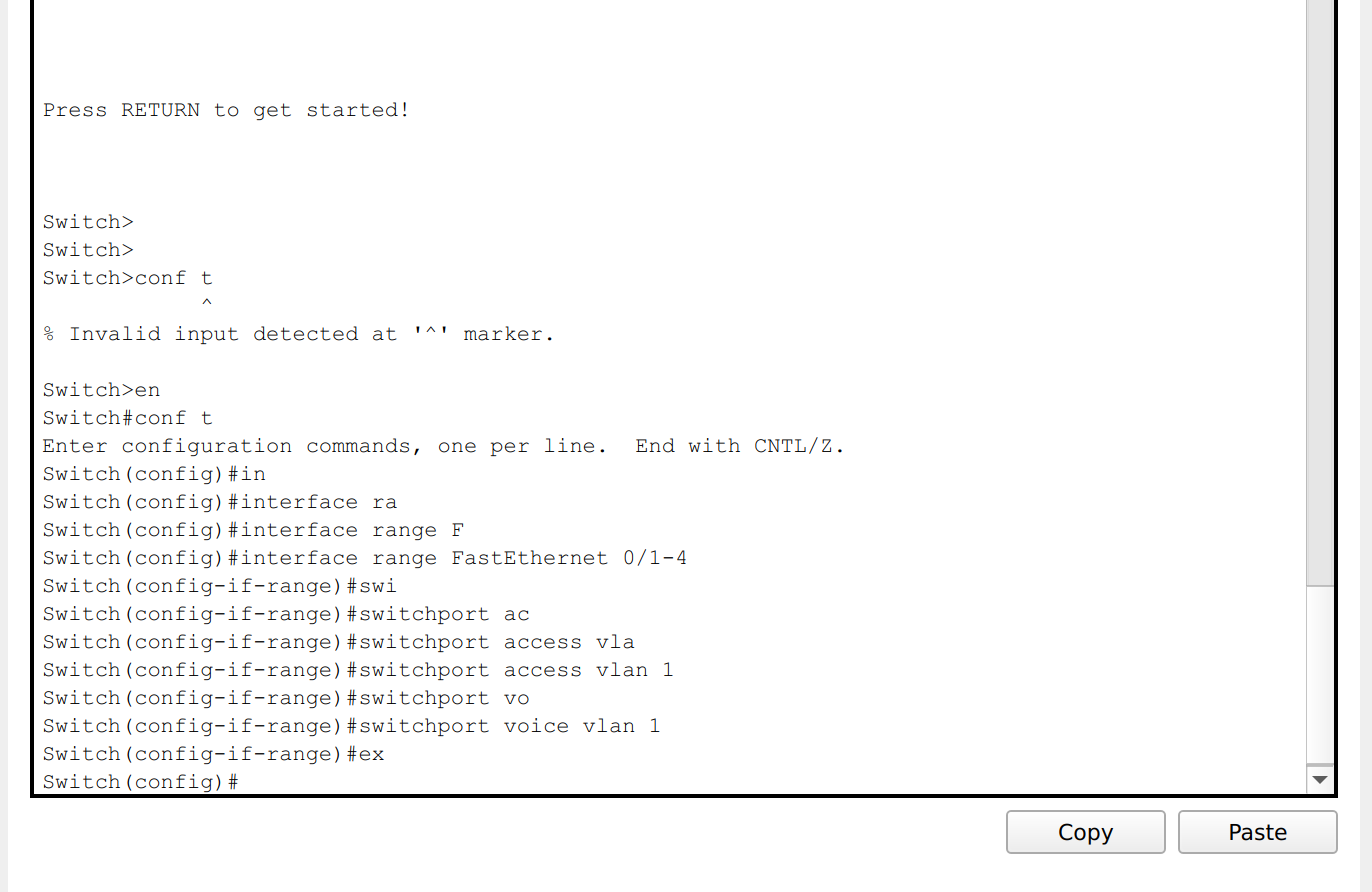 Press RETURN to get started!
Switch>
Switch>
Switch>conf t
^
% Invalid input detected at '^' marker.
Switch>en
Switch#conf t
Enter configuration commands, one per line.  End with CNTL/Z.
Switch(config)#in
Switch(config)#interface ra
Switch(config)#interface range F
Switch(config)#interface range FastEthernet 0/1-4
Switch(config-if-range)#swi
Switch(config-if-range)#switchport ac
Switch(config-if-range)#switchport access vla
Switch(config-if-range)#switchport access vlan 1
Switch(config-if-range)#switchport vo
Switch(config-if-range)#switchport voice vlan 1
Switch(config-if-range)#ex
Switch(config)#
Copy
Paste